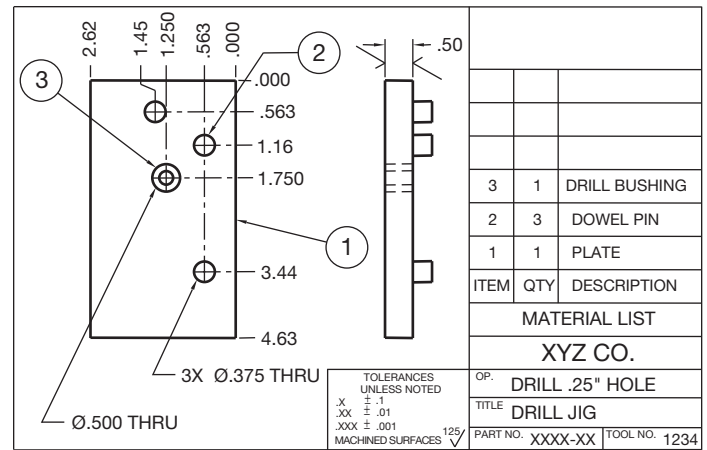 2.62
1.45
1.250
.563
.000
.50
2
3
.000
.563
1.16
1.750
1
3.44
4.63
3X Ø.375 THRU
Ø.500 THRU
3 1 DRILL BUSHING
2 3 DOWEL PIN
1 1 PLATE
ITEM QTY DESCRIPTION
MATERIAL LIST
XYZ CO.
OP. DRILL .25" HOLE
TITLE DRILL JIG
PART NO. XXXX-XX TOOL NO. 1234
TOLERANCES
UNLESS NOTED
.X ± .1
.XX ± .01
.XXX ± .001
MACHINED SURFACES 125